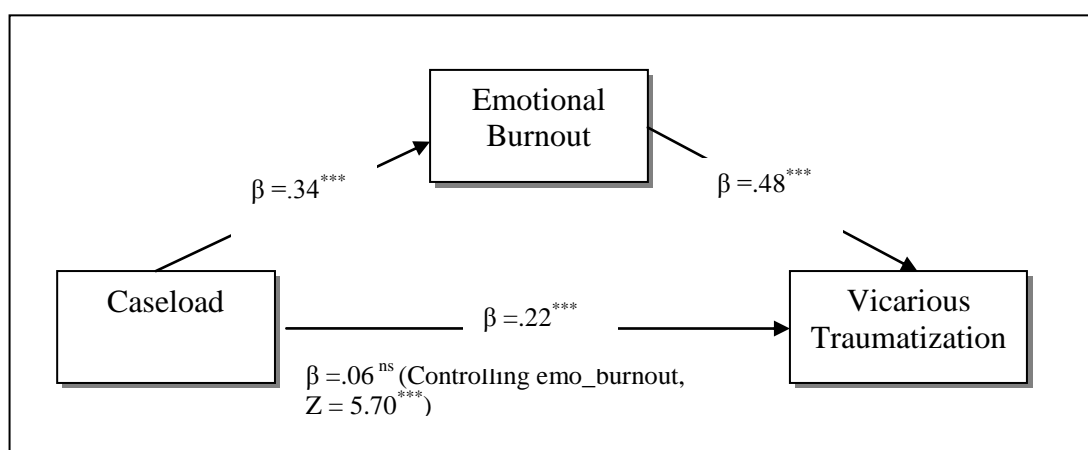 Emotional
Burnout
β =.34***
β =.48***
Caseload
β =.22***
Vicarious
Traumatization
β =.06 ns (Controlling emo_burnout,
Z = 5.70***)